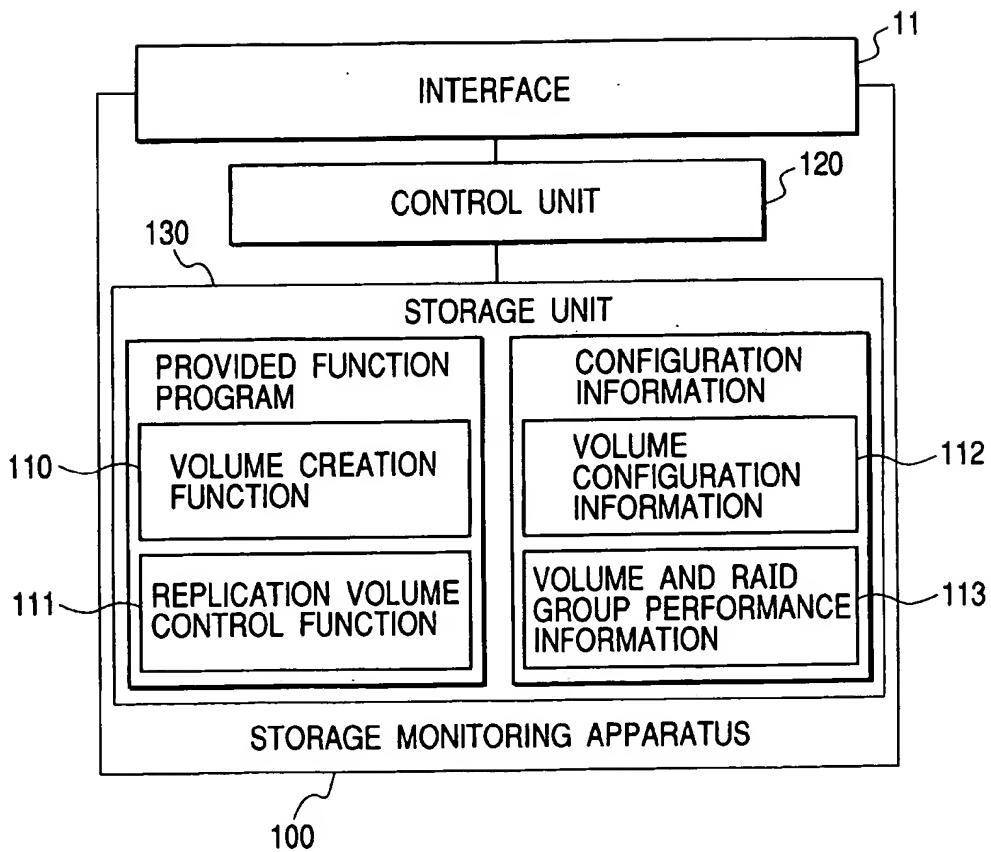 11
INTERFACE
120
CONTROL UNIT
130
STORAGE UNIT
PROVIDED FUNCTION
PROGRAM
110
VOLUME CREATION
FUNCTION
111
REPLICATION VOLUME
CONTROL FUNCTION
CONFIGURATION
INFORMATION
VOLUME
CONFIGURATION
INFORMATION
112
VOLUME AND RAID
GROUP PERFORMANCE
INFORMATION
113
STORAGE MONITORING APPARATUS
100